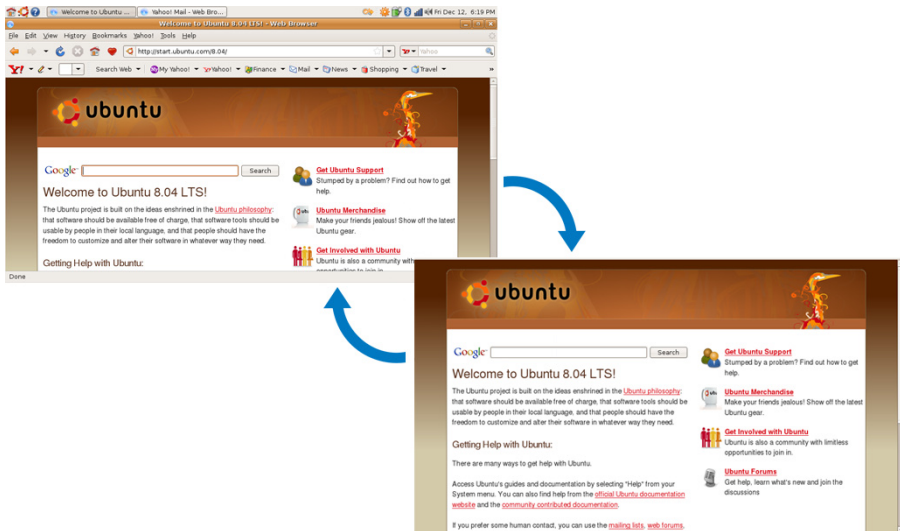 Welcome to Ubuntu ... Yahoo! Mail - Web Bro... Fri Dec 12, 6:19 PM
Welcome to Ubuntu 8.04 LTS! - Web Browser
File Edit View History Bookmarks Yahoo! Tools Help
http://start.ubuntu.com/8.04/ Yahoo
Y! Search Web My Yahoo! Yahoo! Finance Mail News Shopping Travel »
ubuntu
Google Search
Welcome to Ubuntu 8.04 LTS!
The Ubuntu project is built on the ideas enshrined in the Ubuntu philosophy:
that software should be available free of charge, that software tools should be
usable by people in their local language, and that people should have the
freedom to customize and alter their software in whatever way they need.
Getting Help with Ubuntu:
Get Ubuntu Support
Stumped by a problem? Find out how to get
help.
Ubuntu Merchandise
Make your friends jealous! Show off the latest
Ubuntu gear.
Get Involved with Ubuntu
Ubuntu is also a community with
opportunities to join in.
Done
ubuntu
Google Search
Welcome to Ubuntu 8.04 LTS!
The Ubuntu project is built on the ideas enshrined in the Ubuntu philosophy:
that software should be available free of charge, that software tools should be
usable by people in their local language, and that people should have the
freedom to customize and alter their software in whatever way they need.
Getting Help with Ubuntu:
There are many ways to get help with Ubuntu.
Access Ubuntu's guides and documentation by selecting "Help" from your
System menu. You can also find help from the official Ubuntu documentation
website and the community contributed documentation.
If you prefer some human contact, you can use the mailing lists, web forums,
Get Ubuntu Support
Stumped by a problem? Find out how to get
help.
Ubuntu Merchandise
Make your friends jealous! Show off the latest
Ubuntu gear.
Get Involved with Ubuntu
Ubuntu is also a community with limitless
opportunities to join in.
Ubuntu Forums
Get help, learn what's new and join the
discussions